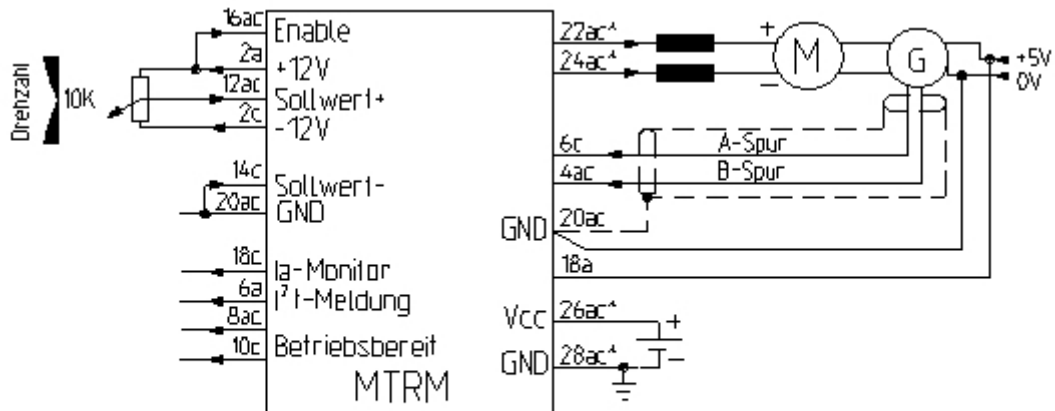 16ac
Enable
2a
+12V
12ac
Sollwert+
2c
-12V
Drehzahl
10K
14c
Sollwert-
20ac
GND
18c
Ia-Monitor
6a
I²t-Meldung
8ac
10c
Betriebsbereit
MTRM
22ac*
24ac*
+
M
-
G
+5V
0V
6c
A-Spur
4ac
B-Spur
GND
20ac
18a
Vcc
26ac*
+
-
GND
28ac*